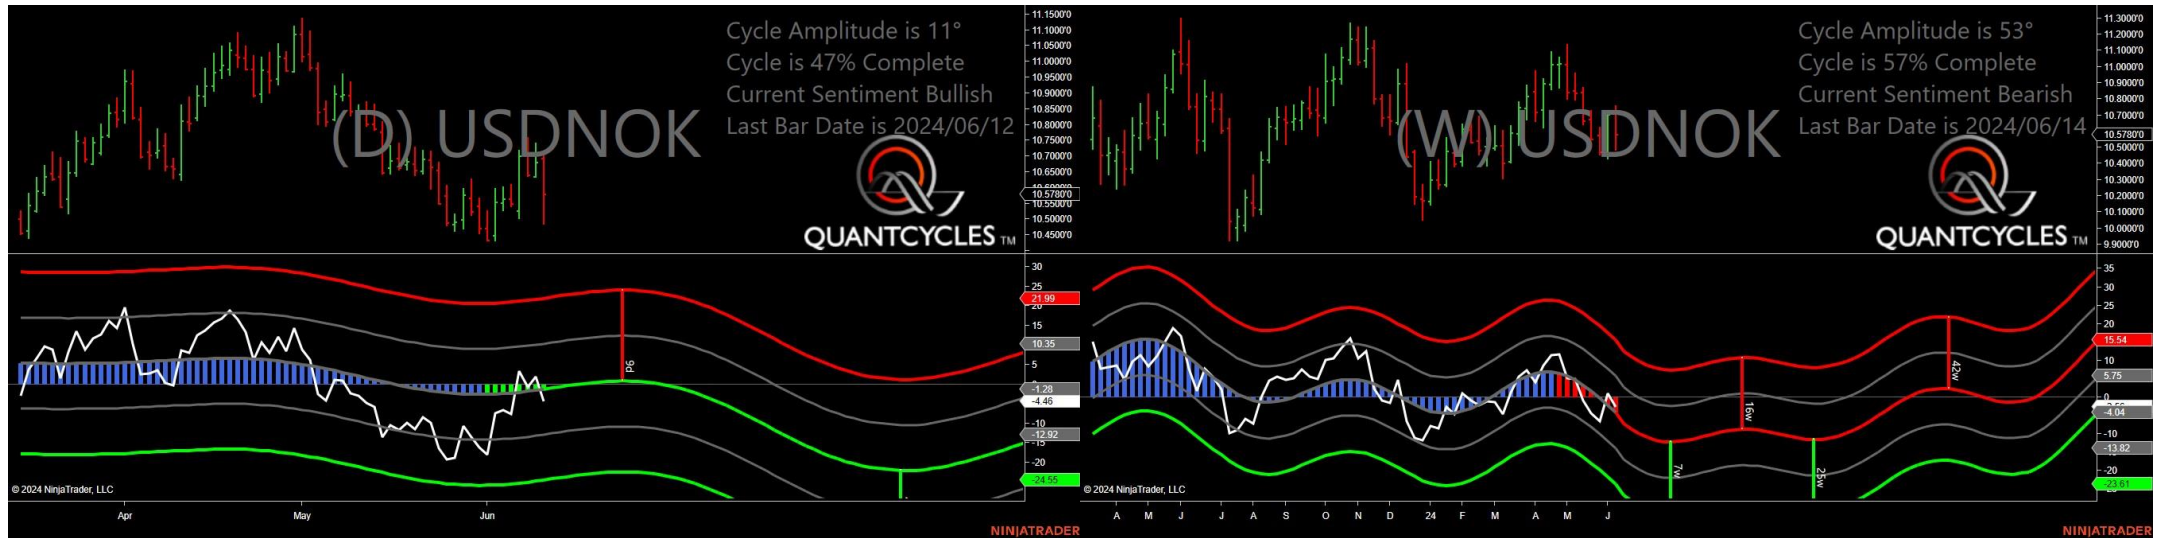 Cycle Amplitude is 11°
Cycle is 47% Complete
Current Sentiment Bullish
Last Bar Date is 2024/06/12
(D) USDNOK
QUANTCYCLES TM
11.1500'0
11.1000'0
11.0500'0
11.0000'0
10.9500'0
10.9000'0
10.8500'0
10.8000'0
10.7500'0
10.7000'0
10.6500'0
10.5780'0
10.5000'0
10.4500'0
30
25
21.99
15
10.35
5
0
-1.28
-4.46
-10
-12.92
-15
-20
-24.55
9d
© 2024 NinjaTrader, LLC
Apr
May
Jun
NINJATRADER
Cycle Amplitude is 53°
Cycle is 57% Complete
Current Sentiment Bearish
Last Bar Date is 2024/06/14
(W) USDNOK
QUANTCYCLES TM
11.3000'0
11.2000'0
11.1000'0
11.0000'0
10.9000'0
10.8000'0
10.7000'0
10.5780'0
10.5000'0
10.4000'0
10.3000'0
10.2000'0
10.1000'0
10.0000'0
9.9000'0
35
30
25
20
15.54
10
5.75
0
-4.04
-10
-13.82
-20
-23.61
7w
16w
25w
42w
© 2024 NinjaTrader, LLC
A M J J A S O N D 24 F M A M J
NINJATRADER